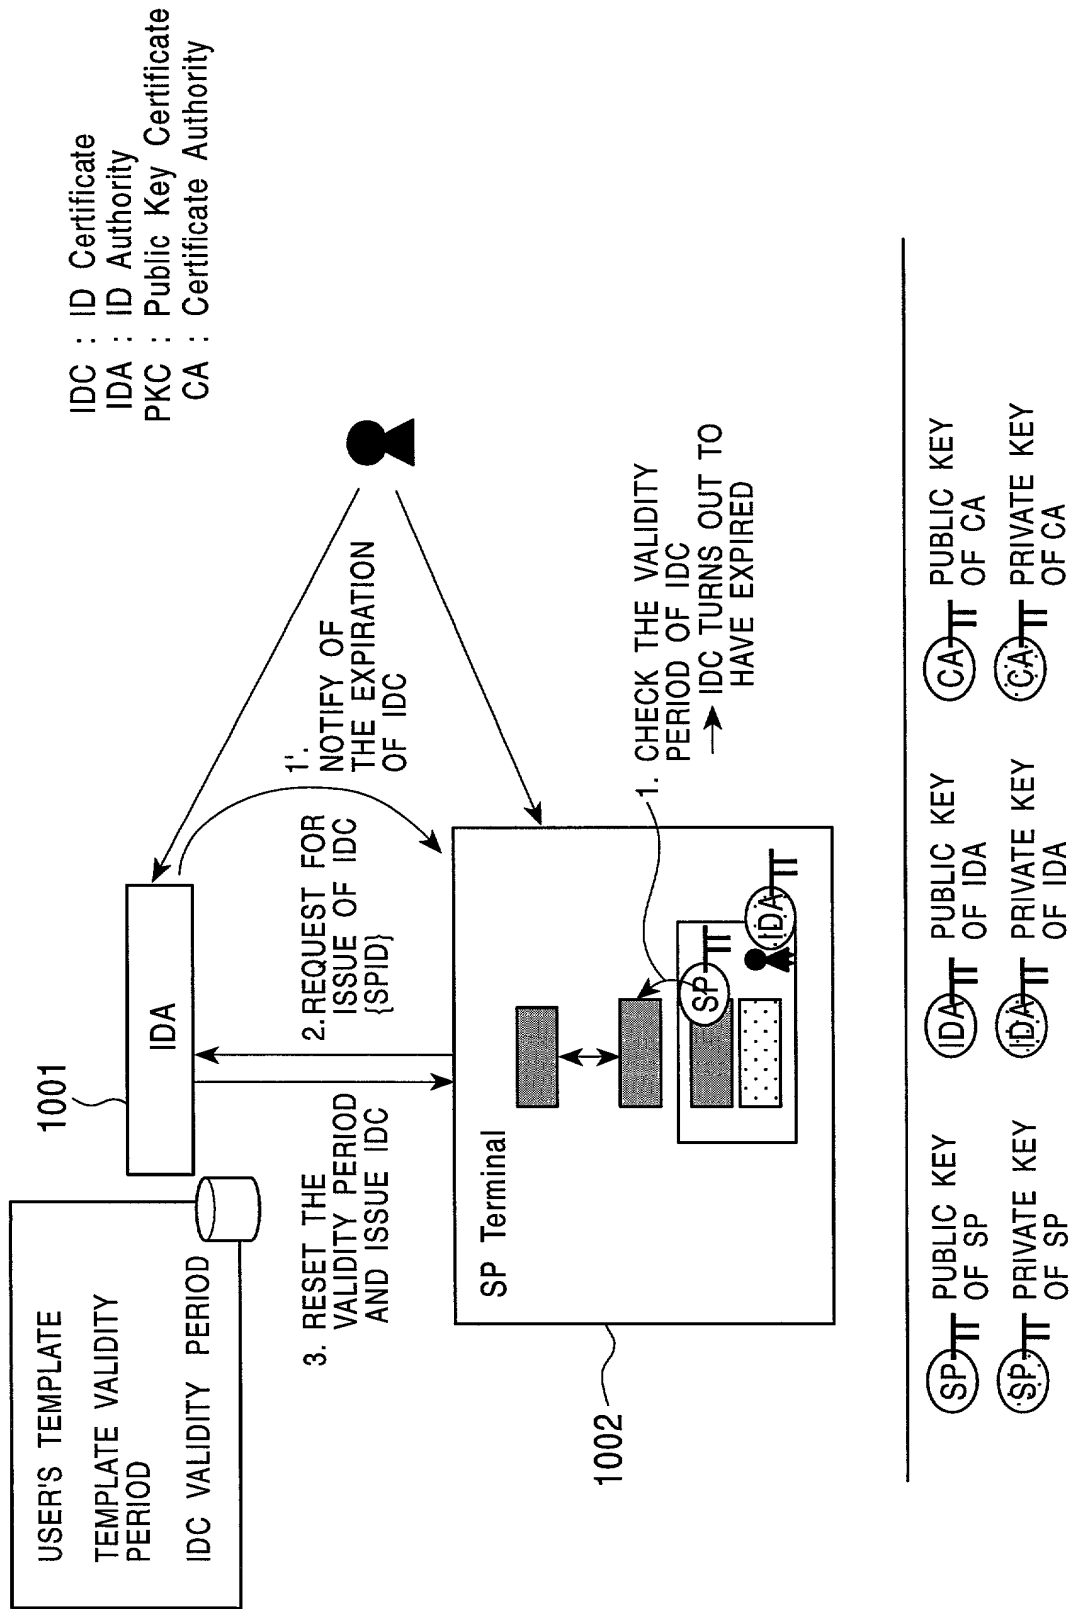 IDC : ID Certificate
IDA : ID Authority
PKC : Public Key Certificate
CA : Certificate Authority
USER'S TEMPLATE
TEMPLATE VALIDITY
PERIOD
IDC VALIDITY PERIOD
1001
IDA
1'.
NOTIFY OF
THE EXPIRATION
OF IDC
2.REQUEST FOR
ISSUE OF IDC
{SPID}
3. RESET THE
VALIDITY PERIOD
AND ISSUE IDC
1. CHECK THE VALIDITY
PERIOD OF IDC
→ IDC TURNS OUT TO
HAVE EXPIRED
SP Terminal
SP
IDA
1002
SP PUBLIC KEY
OF SP
IDA PUBLIC KEY
OF IDA
CA PUBLIC KEY
OF CA
SP PRIVATE KEY
OF SP
IDA PRIVATE KEY
OF IDA
CA PRIVATE KEY
OF CA